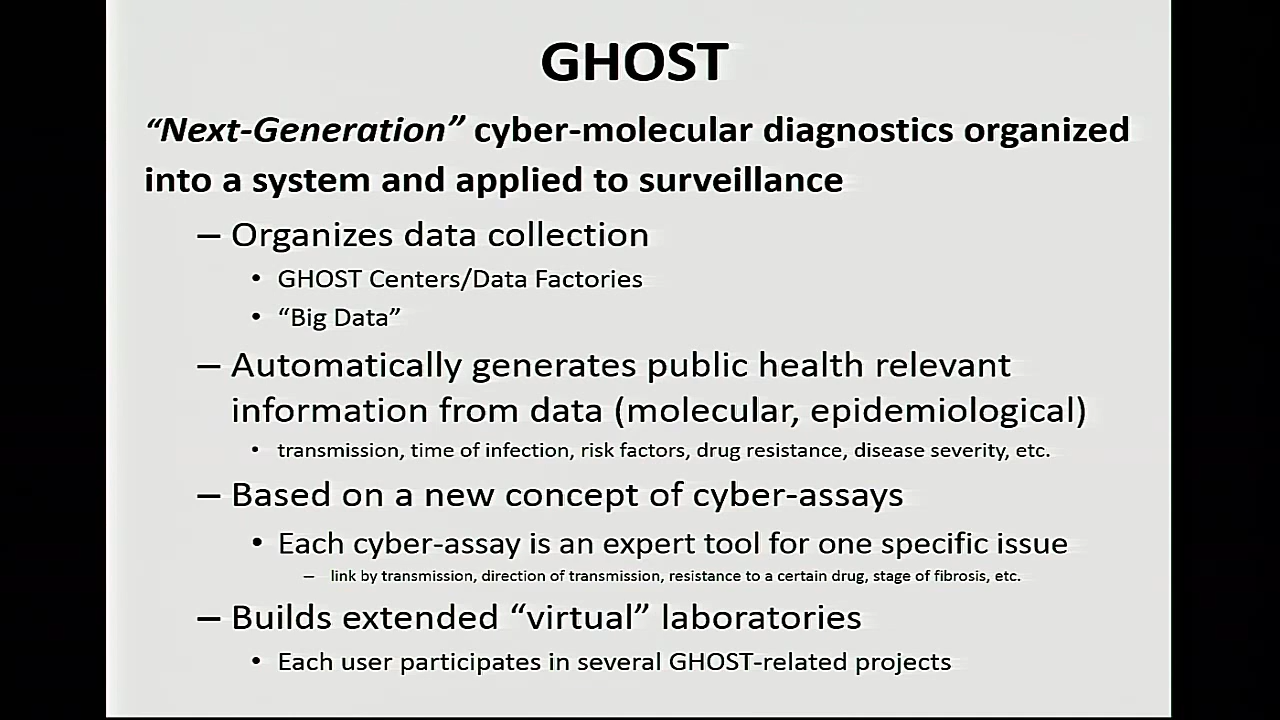 GHOST
“Next-Generation” cyber-molecular diagnostics organized
into a system and applied to surveillance
– Organizes data collection
• GHOST Centers/Data Factories
• “Big Data”
– Automatically generates public health relevant
information from data (molecular, epidemiological)
• transmission, time of infection, risk factors, drug resistance, disease severity, etc.
– Based on a new concept of cyber-assays
• Each cyber-assay is an expert tool for one specific issue
– link by transmission, direction of transmission, resistance to a certain drug, stage of fibrosis, etc.
– Builds extended “virtual” laboratories
• Each user participates in several GHOST-related projects